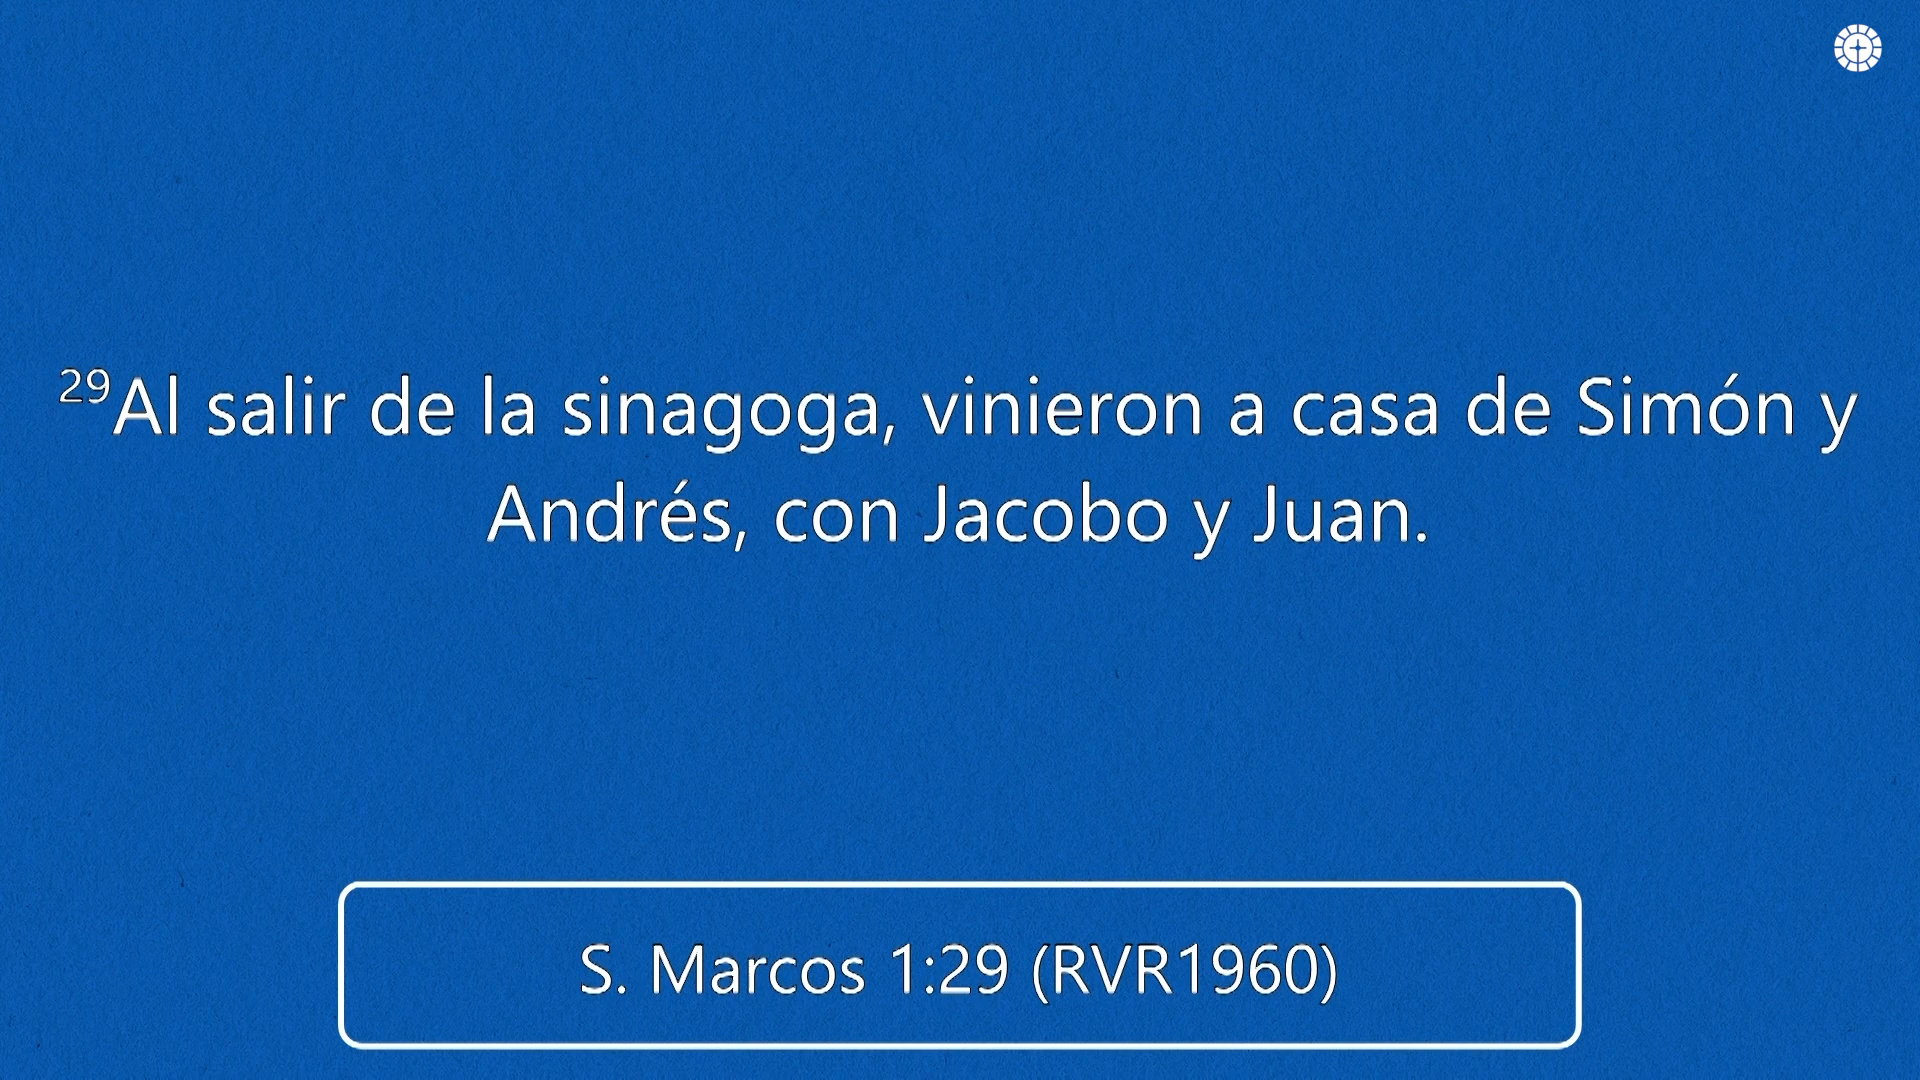 29Al salir de la sinagoga, vinieron a casa de Simón y
Andrés, con Jacobo y Juan.
S. Marcos 1:29 (RVR1960)